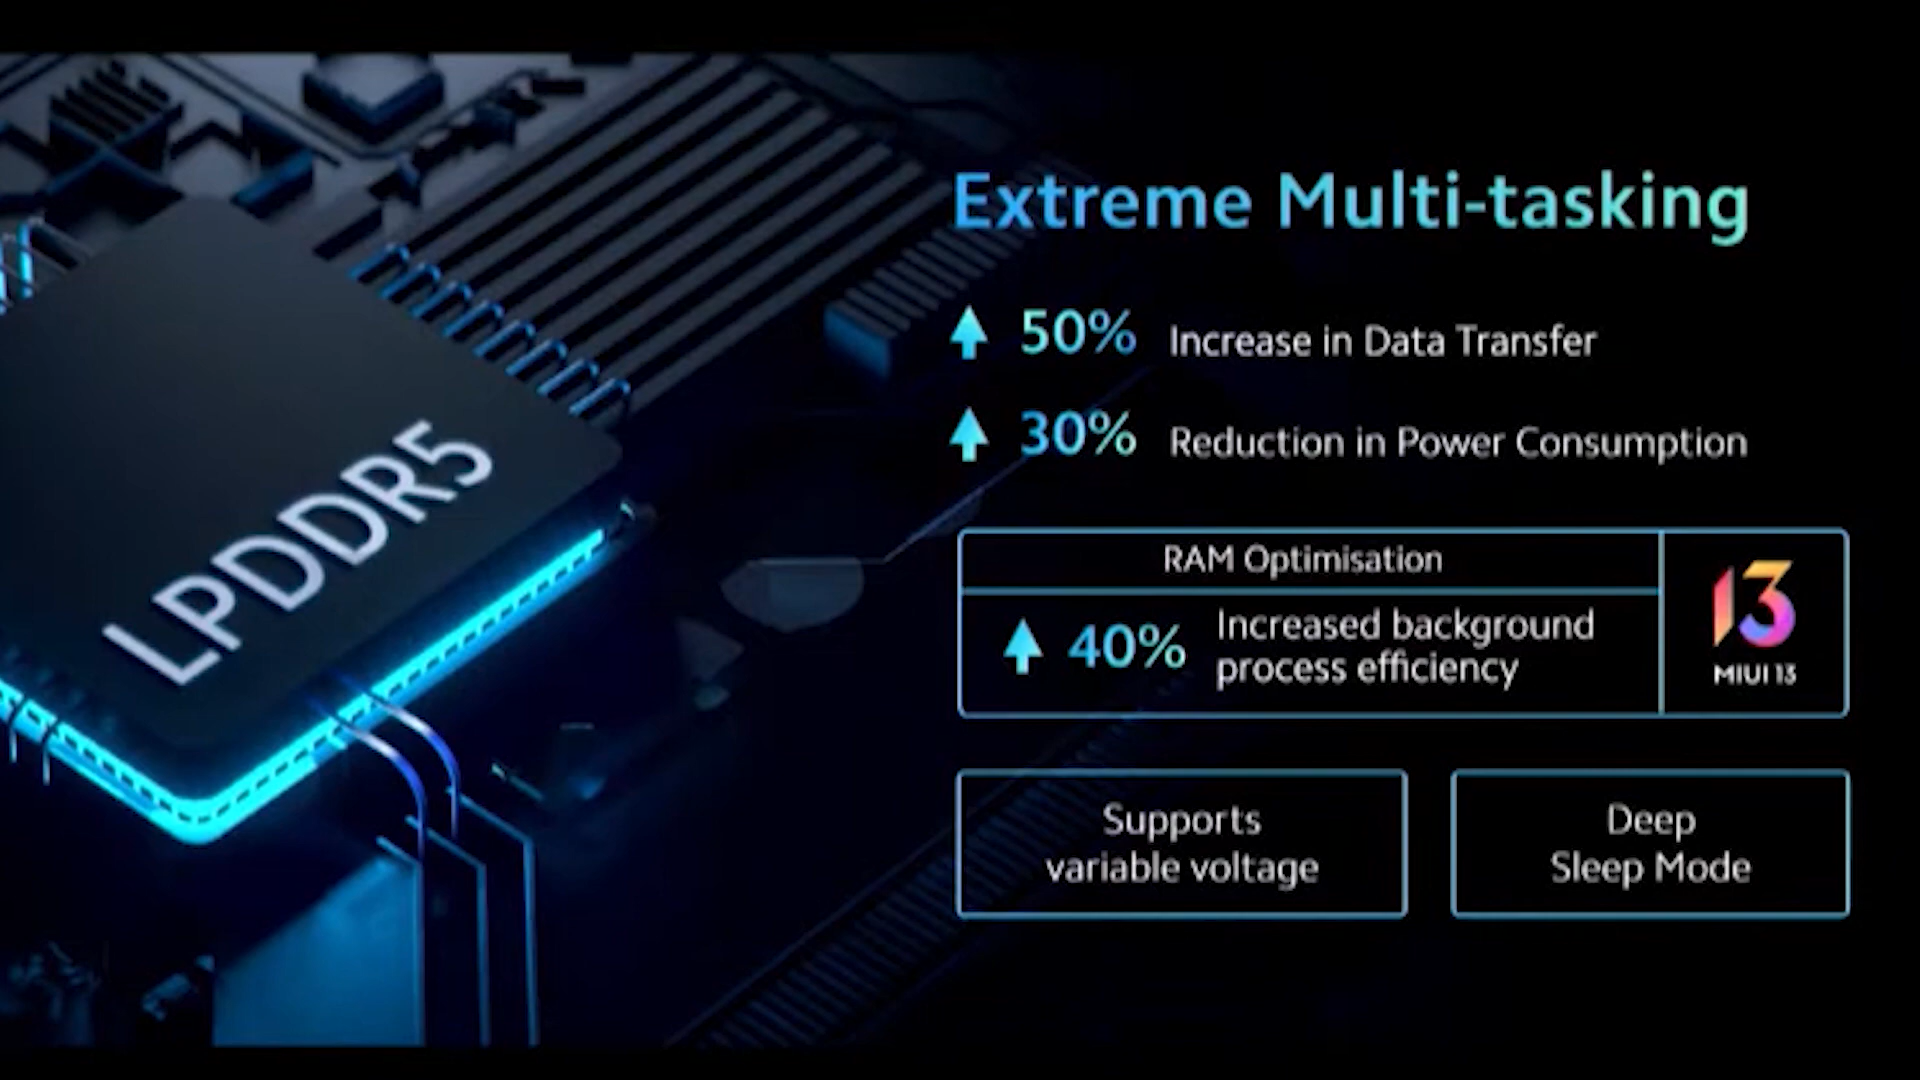 LPDDR5
Extreme Multi-tasking
50% Increase in Data Transfer
30% Reduction in Power Consumption
RAM Optimisation
40% Increased background
process efficiency
13
MIUI 13
Supports
variable voltage
Deep
Sleep Mode